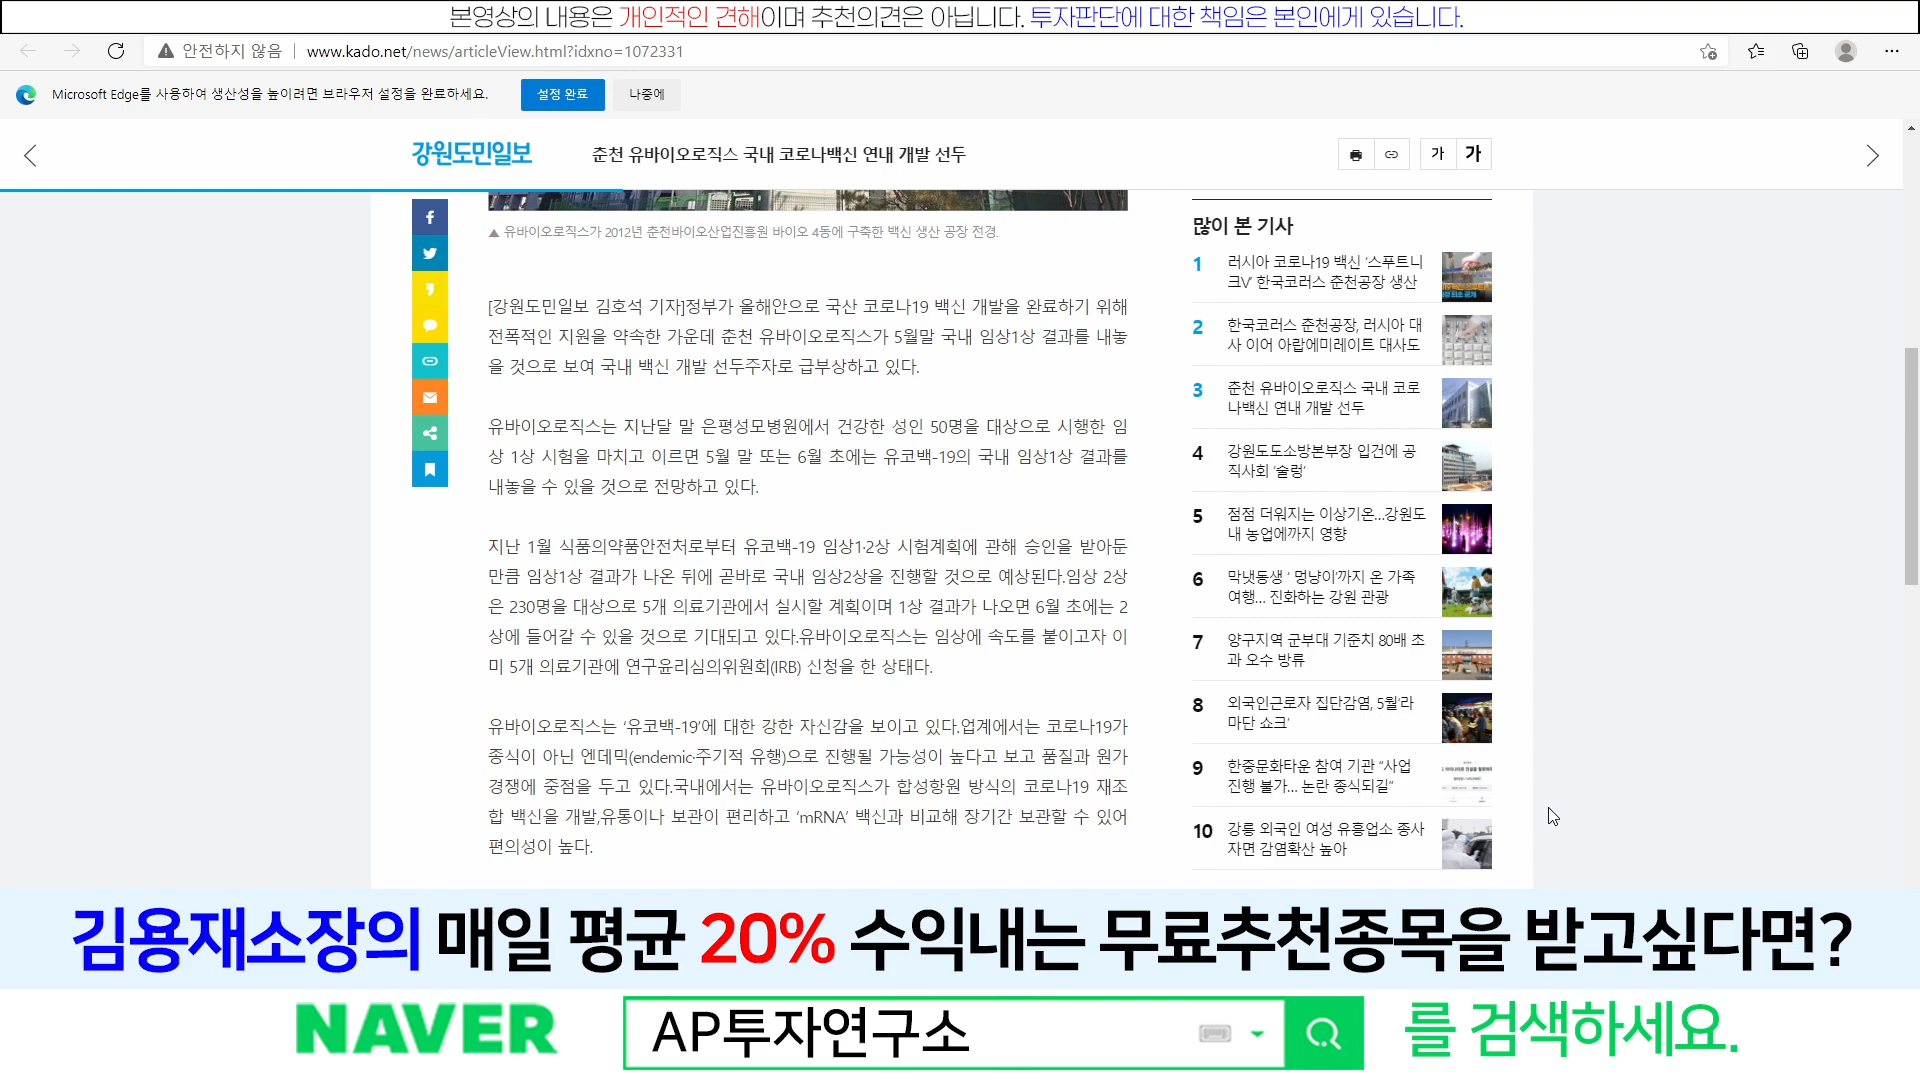 본영상의 내용은 개인적인 견해이며 추천의견은 아닙니다. 투자판단에 대한 책임은 본인에게 있습니다.
안전하지 않음 | www.kado.net/news/articleView.html?idxno=1072331
Microsoft Edge를 사용하여 생산성을 높이려면 브라우저 설정을 완료하세요. 설정 완료 나중에
강원도민일보 춘천 유바이오로직스 국내 코로나백신 연내 개발 선두 가 가
▲ 유바이오로직스가 2012년 춘천바이오산업진흥원 바이오 4동에 구축한 백신 생산 공장 전경.
[강원도민일보 김호석 기자]정부가 올해안으로 국산 코로나19 백신 개발을 완료하기 위해
전폭적인 지원을 약속한 가운데 춘천 유바이오로직스가 5월말 국내 임상1상 결과를 내놓
을 것으로 보여 국내 백신 개발 선두주자로 급부상하고 있다.
유바이오로직스는 지난달 말 은평성모병원에서 건강한 성인 50명을 대상으로 시행한 임
상 1상 시험을 마치고 이르면 5월 말 또는 6월 초에는 유코백-19의 국내 임상1상 결과를
내놓을 수 있을 것으로 전망하고 있다.
지난 1월 식품의약품안전처로부터 유코백-19 임상1·2상 시험계획에 관해 승인을 받아둔
만큼 임상1상 결과가 나온 뒤에 곧바로 국내 임상2상을 진행할 것으로 예상된다.임상 2상
은 230명을 대상으로 5개 의료기관에서 실시할 계획이며 1상 결과가 나오면 6월 초에는 2
상에 들어갈 수 있을 것으로 기대되고 있다.유바이오로직스는 임상에 속도를 붙이고자 이
미 5개 의료기관에 연구윤리심의위원회(IRB) 신청을 한 상태다.
유바이오로직스는 ‘유코백-19’에 대한 강한 자신감을 보이고 있다.업계에서는 코로나19가
종식이 아닌 엔데믹(endemic·주기적 유행)으로 진행될 가능성이 높다고 보고 품질과 원가
경쟁에 중점을 두고 있다.국내에서는 유바이오로직스가 합성항원 방식의 코로나19 재조
합 백신을 개발,유통이나 보관이 편리하고 ‘mRNA’ 백신과 비교해 장기간 보관할 수 있어
편의성이 높다.
많이 본 기사
1 러시아 코로나19 백신 ‘스푸트니
크V’ 한국코러스 춘천공장 생산
2 한국코러스 춘천공장, 러시아 대
사 이어 아랍에미레이트 대사도
3 춘천 유바이오로직스 국내 코로
나백신 연내 개발 선두
4 강원도도소방본부장 입건에 공
직사회 ‘술렁’
5 점점 더워지는 이상기온…강원도
내 농업에까지 영향
6 막냇동생 ‘ 멍냥이’까지 온 가족
여행… 진화하는 강원 관광
7 양구지역 군부대 기준치 80배 초
과 오수 방류
8 외국인근로자 집단감염, 5월‘라
마단 쇼크’
9 한중문화타운 참여 기관 “사업
진행 불가… 논란 종식되길”
10 강릉 외국인 여성 유흥업소 종사
자면 감염확산 높아
김용재소장의 매일 평균 20% 수익내는 무료추천종목을 받고싶다면?
NAVER AP투자연구소 를 검색하세요.